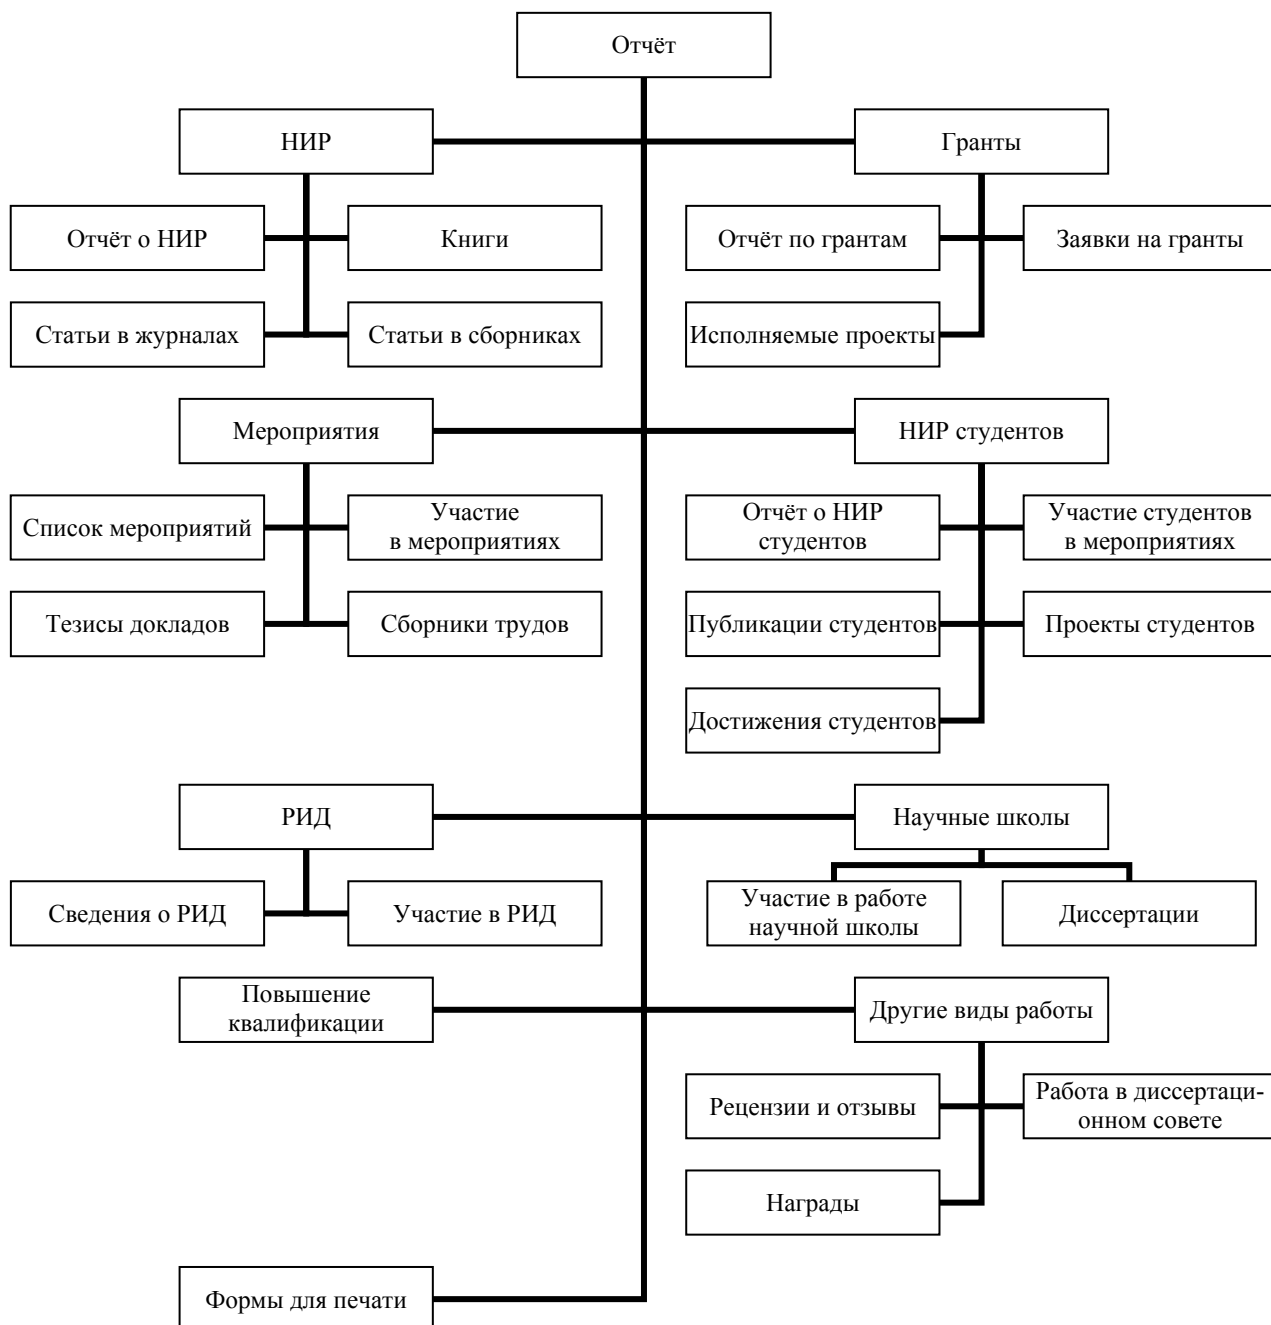 Отчёт
НИР
Гранты
Отчёт о НИР
Книги
Отчёт по грантам
Заявки на гранты
Статьи в журналах
Статьи в сборниках
Исполняемые проекты
Мероприятия
НИР студентов
Список мероприятий
Участие
в мероприятиях
Отчёт о НИР
студентов
Участие студентов
в мероприятиях
Тезисы докладов
Сборники трудов
Публикации студентов
Проекты студентов
Достижения студентов
РИД
Научные школы
Сведения о РИД
Участие в РИД
Участие в работе
научной школы
Диссертации
Повышение
квалификации
Другие виды работы
Рецензии и отзывы
Работа в диссертаци-
онном совете
Награды
Формы для печати